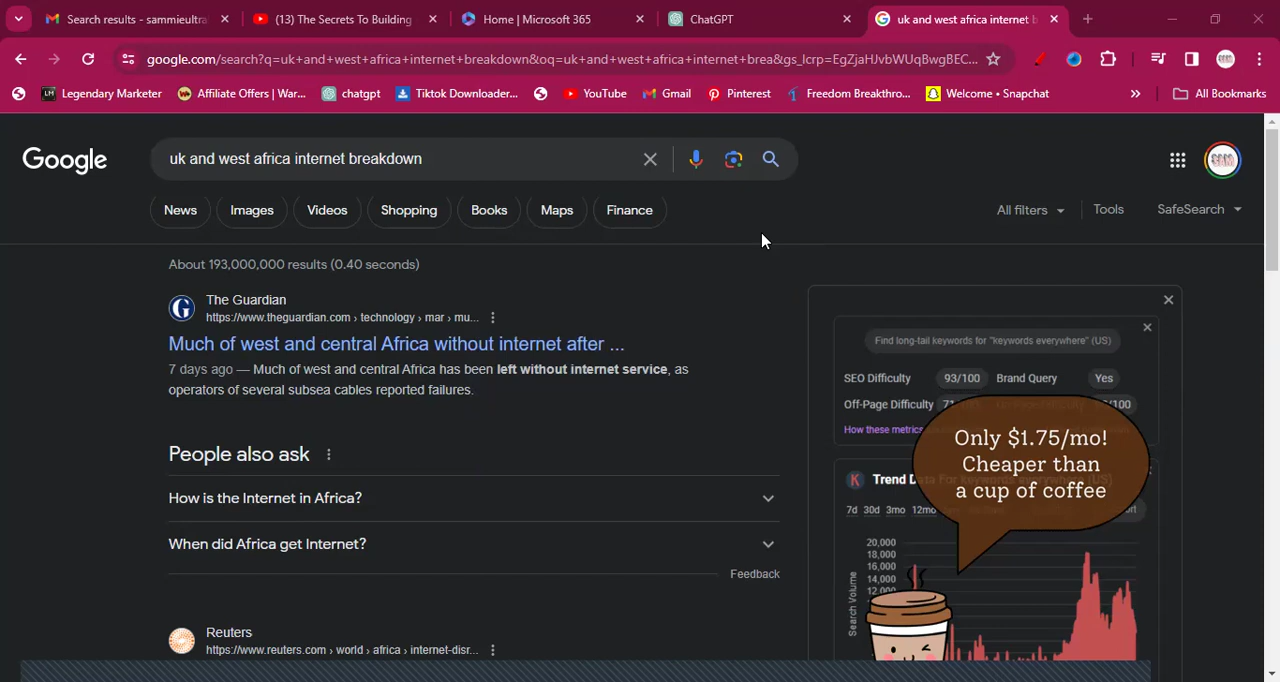 Search results - sammieultra
(13) The Secrets To Building
Home | Microsoft 365
ChatGPT
uk and west africa internet b
google.com/search?q=uk+and+west+africa+internet+breakdown&oq=uk+and+west+africa+internet+brea&gs_lcrp=EgZjaHJvbWUqBwgBEC...
Legendary Marketer
Affiliate Offers | War...
chatgpt
Tiktok Downloader...
YouTube
Gmail
Pinterest
Freedom Breakthro...
Welcome • Snapchat
»
All Bookmarks
Google
uk and west africa internet breakdown
SAM
News
Images
Videos
Shopping
Books
Maps
Finance
All filters
Tools
SafeSearch
About 193,000,000 results (0.40 seconds)
The Guardian
https://www.theguardian.com › technology › mar › mu...
Much of west and central Africa without internet after ...
7 days ago — Much of west and central Africa has been left without internet service, as
operators of several subsea cables reported failures.
People also ask
How is the Internet in Africa?
When did Africa get Internet?
Feedback
Reuters
https://www.reuters.com › world › africa › internet-disr...
Find long-tail keywords for "keywords everywhere" (US)
SEO Difficulty 93/100 Brand Query Yes
Off-Page Difficulty
How these metrics
Only $1.75/mo!
Cheaper than
a cup of coffee
Trend Data For
7d 30d 3mo 12mo
20,000
18,000
16,000
14,000
12,000
Search Volume